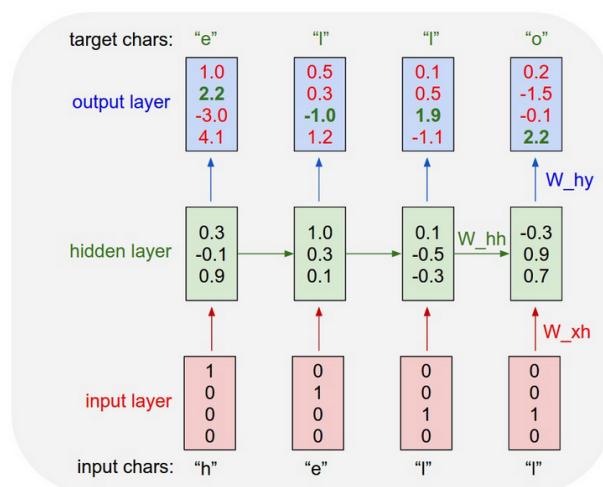 target chars: “e” “l” “l” “o”
output layer
1.0 0.5 0.1 0.2
2.2 0.3 0.5 -1.5
-3.0 -1.0 1.9 -0.1
4.1 1.2 -1.1 2.2
W_hy
hidden layer
0.3 1.0 0.1 -0.3
-0.1 0.3 -0.5 0.9
0.9 0.1 -0.3 0.7
W_hh
W_xh
input layer
1 0 0 0
0 1 0 0
0 0 1 1
0 0 0 0
input chars: “h” “e” “l” “l”